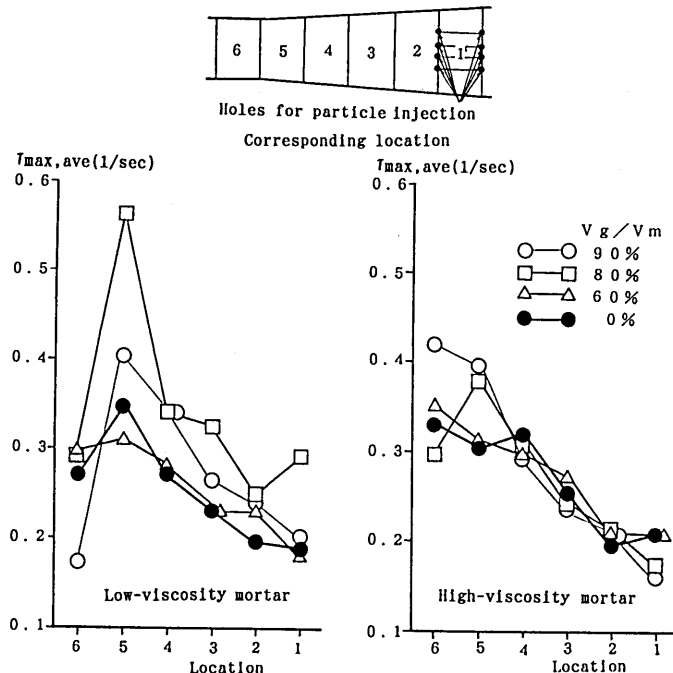 6 5 4 3 2 1
Holes for particle injection
Corresponding location
γmax,ave(1/sec)
0.6
0.5
0.4
0.3
0.2
0.1
Low-viscosity mortar
6 5 4 3 2 1
Location
γmax,ave(1/sec)
0.6
0.5
0.4
0.3
0.2
0.1
Vg/Vm
90%
80%
60%
0%
High-viscosity mortar
6 5 4 3 2 1
Location